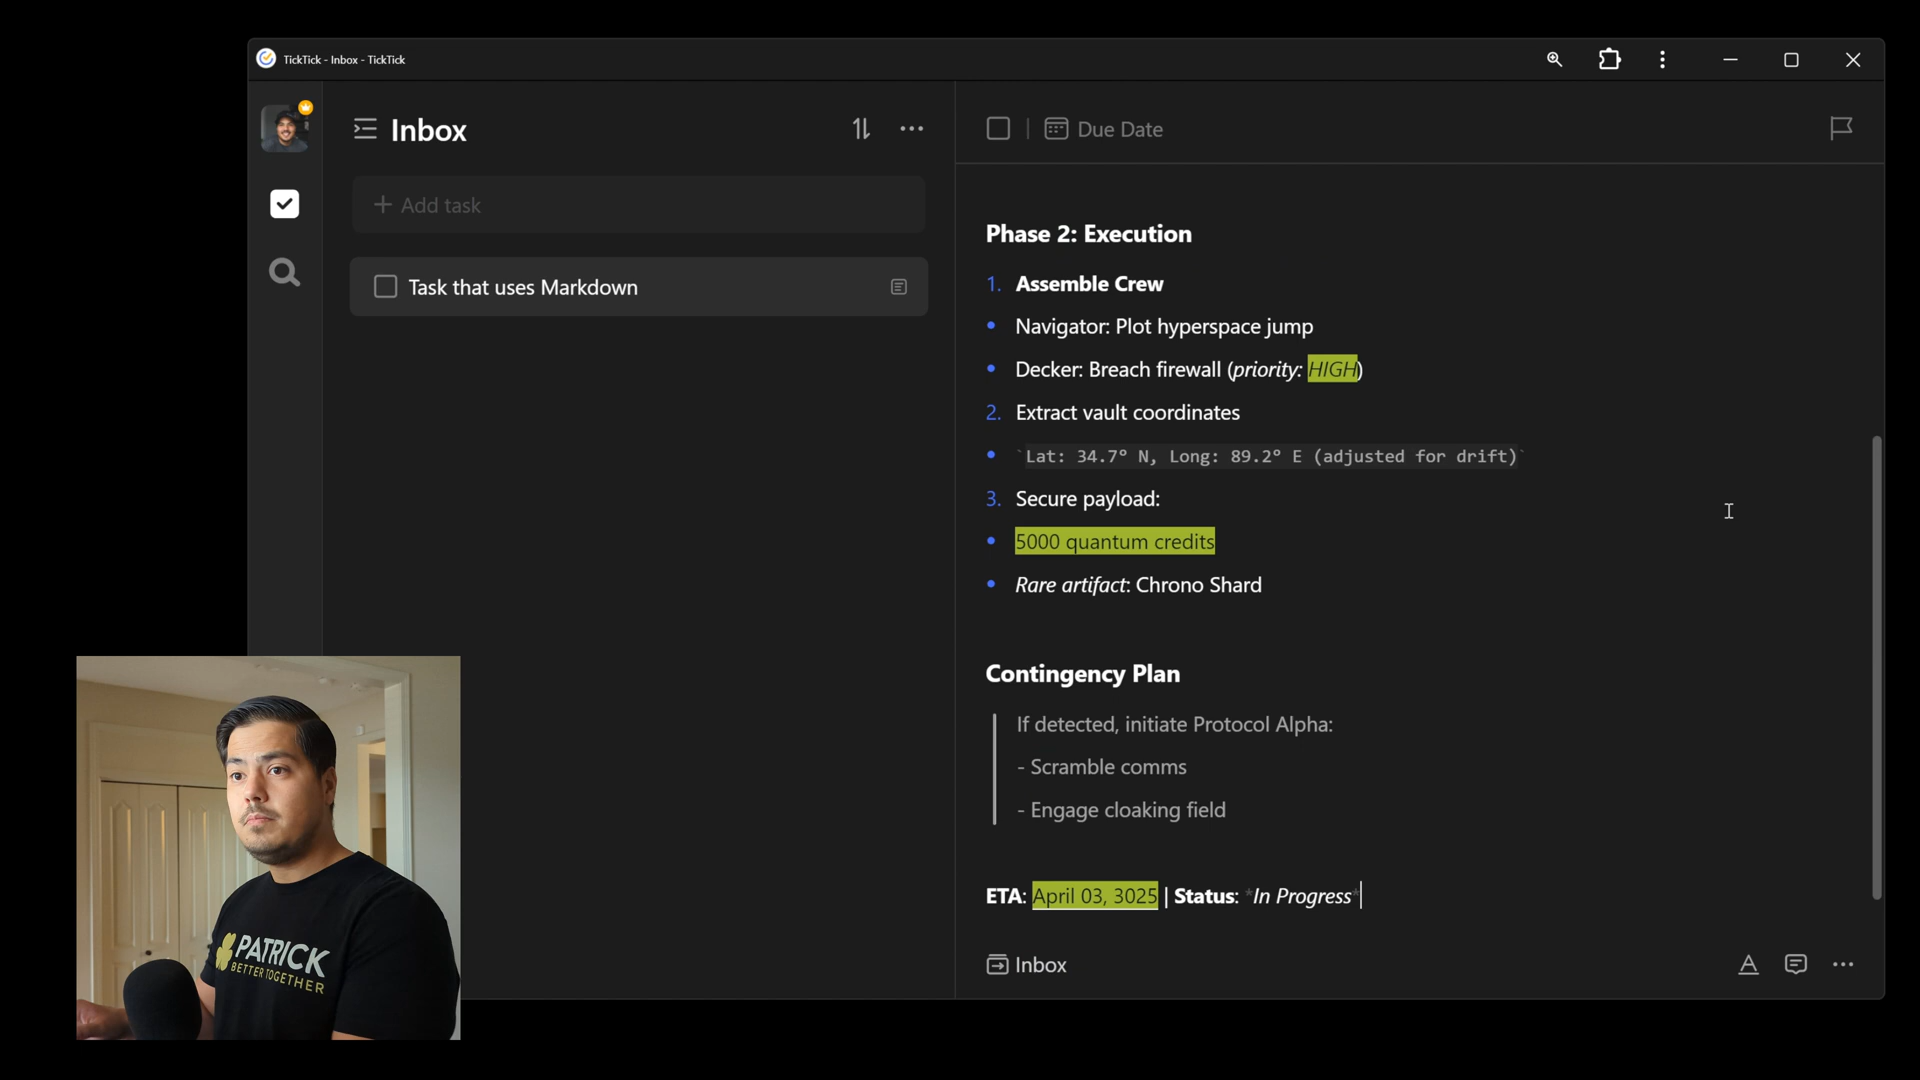 TickTick - Inbox - TickTick
Inbox
Add task
Task that uses Markdown
Due Date
Phase 2: Execution
1. Assemble Crew
• Navigator: Plot hyperspace jump
• Decker: Breach firewall (priority: HIGH)
2. Extract vault coordinates
• `Lat: 34.7° N, Long: 89.2° E (adjusted for drift)`
3. Secure payload:
• 5000 quantum credits
• Rare artifact: Chrono Shard
Contingency Plan
If detected, initiate Protocol Alpha:
- Scramble comms
- Engage cloaking field
ETA: April 03, 3025 | Status: *In Progress*
Inbox
PATRICK
BETTER TOGETHER